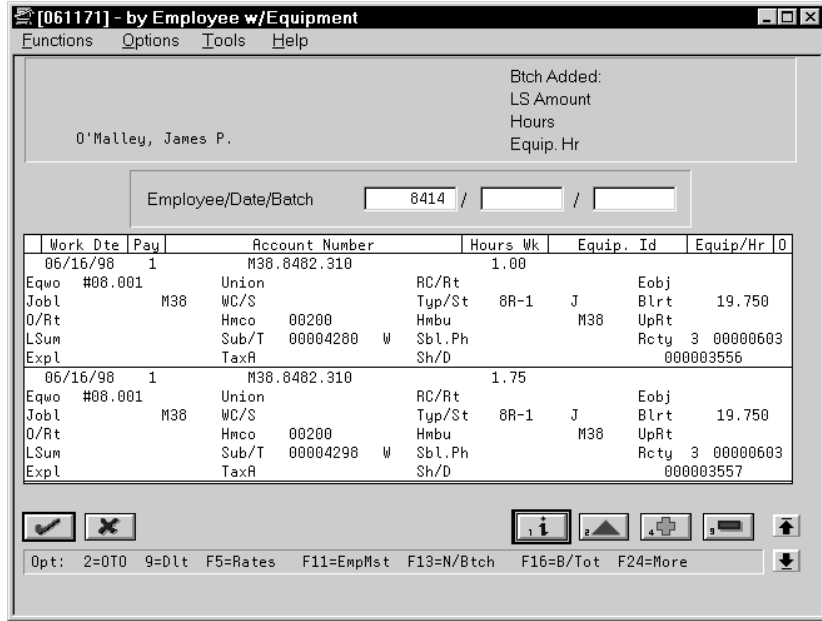 [061171] - by Employee w/Equipment
Functions Options Tools Help
Btch Added:
LS Amount
Hours
O'Malley, James P. Equip. Hr
Employee/Date/Batch 8414 / /
Work Dte Pay Account Number Hours Wk Equip. Id Equip/Hr O
06/16/98 1 M38.8482.310 1.00
Eqwo #08.001 Union RC/Rt Eobj
Jobl M38 WC/S Typ/St 8R-1 J Blrt 19.750
O/Rt Hmco 00200 Hmbu M38 UpRt
LSum Sub/T 00004280 W Sbl.Ph Rcty 3 00000603
Expl TaxA Sh/D 000003556
06/16/98 1 M38.8482.310 1.75
Eqwo #08.001 Union RC/Rt Eobj
Jobl M38 WC/S Typ/St 8R-1 J Blrt 19.750
O/Rt Hmco 00200 Hmbu M38 UpRt
LSum Sub/T 00004298 W Sbl.Ph Rcty 3 00000603
Expl TaxA Sh/D 000003557
1 i 2 4 9
Opt: 2=OTO 9=Dlt F5=Rates F11=EmpMst F13=N/Btch F16=B/Tot F24=More